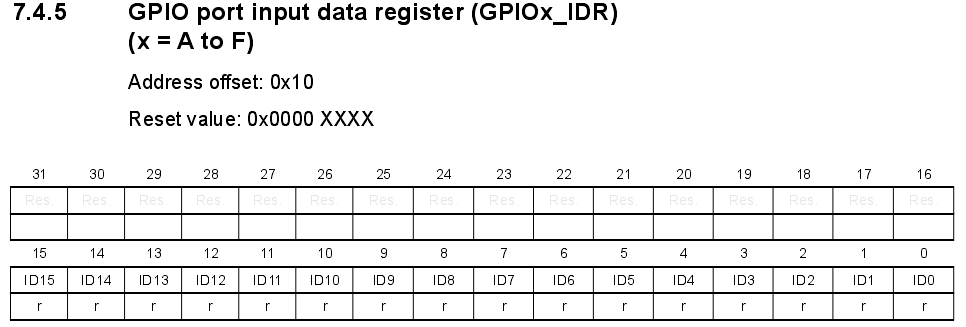 7.4.5 GPIO port input data register (GPIOx_IDR)
(x = A to F)
Address offset: 0x10
Reset value: 0x0000 XXXX
31 30 29 28 27 26 25 24 23 22 21 20 19 18 17 16
Res. Res. Res. Res. Res. Res. Res. Res. Res. Res. Res. Res. Res. Res. Res. Res.
15 14 13 12 11 10 9 8 7 6 5 4 3 2 1 0
ID15 ID14 ID13 ID12 ID11 ID10 ID9 ID8 ID7 ID6 ID5 ID4 ID3 ID2 ID1 ID0
r r r r r r r r r r r r r r r r